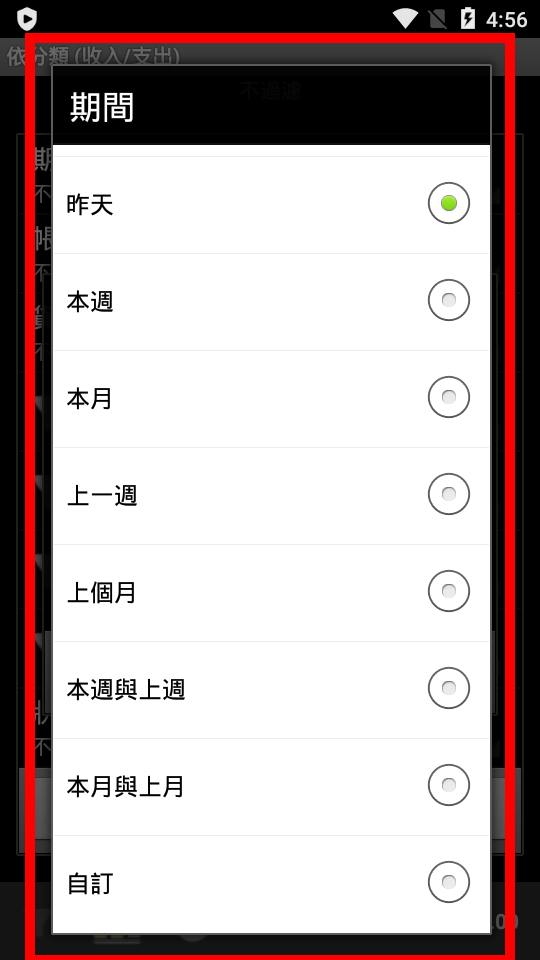 4:56
依分類 (收入/支出)
不過濾
期間
昨天
本週
本月
上一週
上個月
本週與上週
本月與上月
自訂